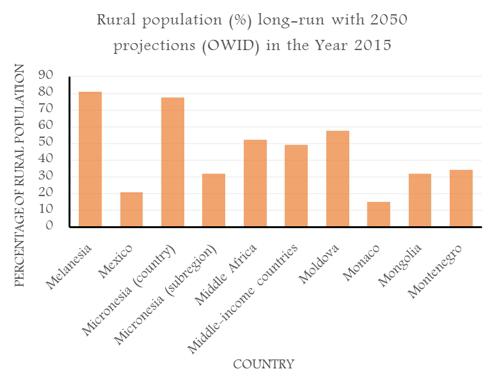 Rural population (%) long-run with 2050
projections (OWID) in the Year 2015
PERCENTAGE OF RURAL POPULATION
90
80
70
60
50
40
30
20
10
0
Melanesia
Mexico
Micronesia (country)
Micronesia (subregion)
Middle Africa
Middle-income countries
Moldova
Monaco
Mongolia
Montenegro
COUNTRY